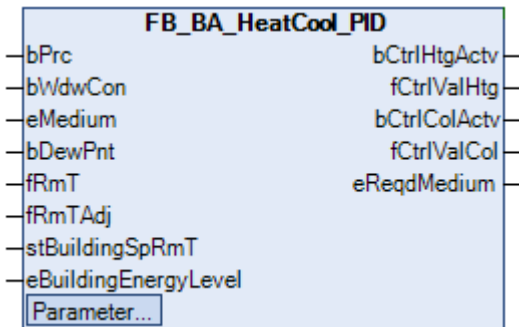 FB_BA_HeatCool_PID
bPrc bCtrlHtgActv
bWdwCon fCtrlValHtg
eMedium bCtrlColActv
bDewPnt fCtrlValCol
fRmT eReqdMedium
fRmTAdj
stBuildingSpRmT
eBuildingEnergyLevel
Parameter...